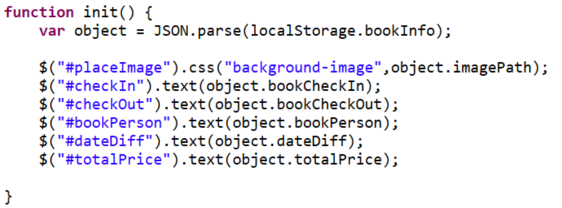 function init() {
    var object = JSON.parse(localStorage.bookInfo);
    $("#placeImage").css("background-image",object.imagePath);
    $("#checkIn").text(object.bookCheckIn);
    $("#checkOut").text(object.bookCheckOut);
    $("#bookPerson").text(object.bookPerson);
    $("#dateDiff").text(object.dateDiff);
    $("#totalPrice").text(object.totalPrice);
}